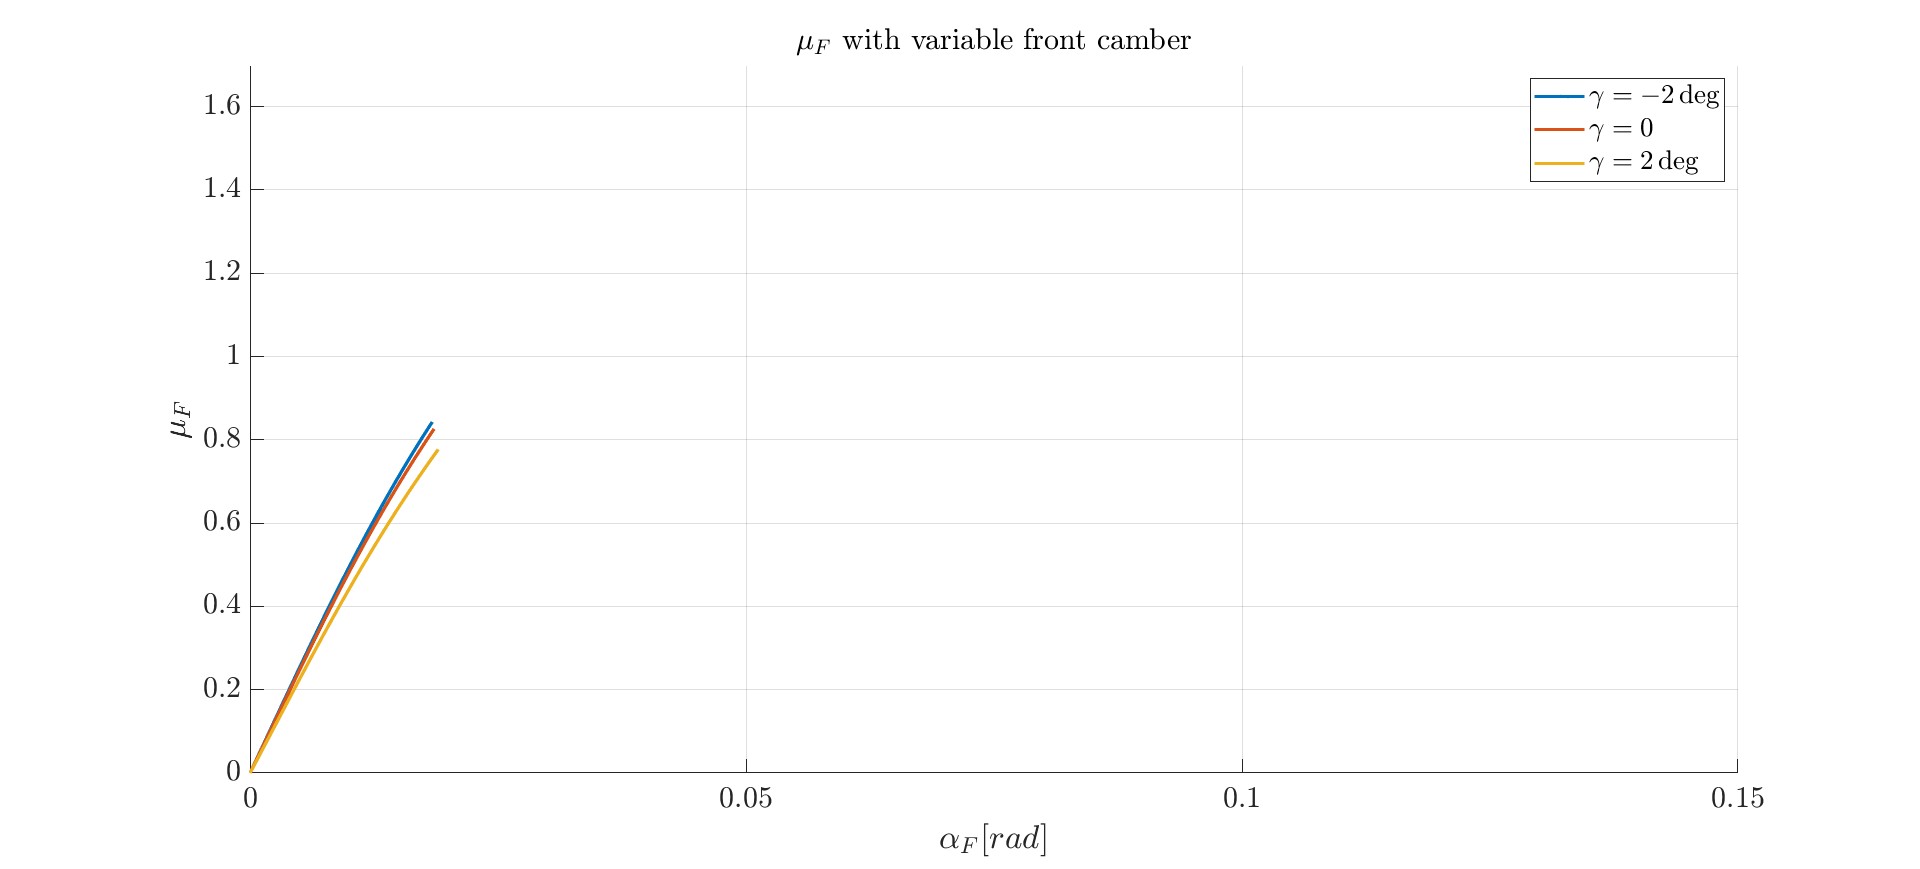 μ_F with variable front camber
γ = −2 deg
γ = 0
γ = 2 deg
1.6
1.4
1.2
1
0.8
0.6
0.4
0.2
0
μ_F
0 0.05 0.1 0.15
α_F[rad]